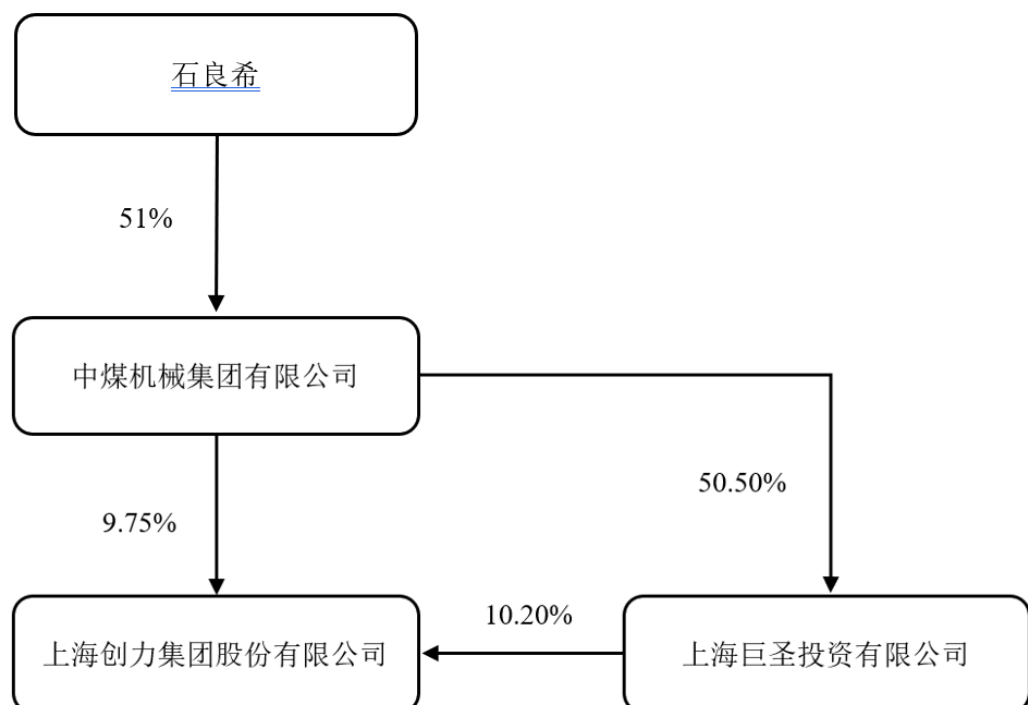 石良希
51%
中煤机械集团有限公司
50.50%
9.75%
10.20%
上海创力集团股份有限公司
上海巨圣投资有限公司